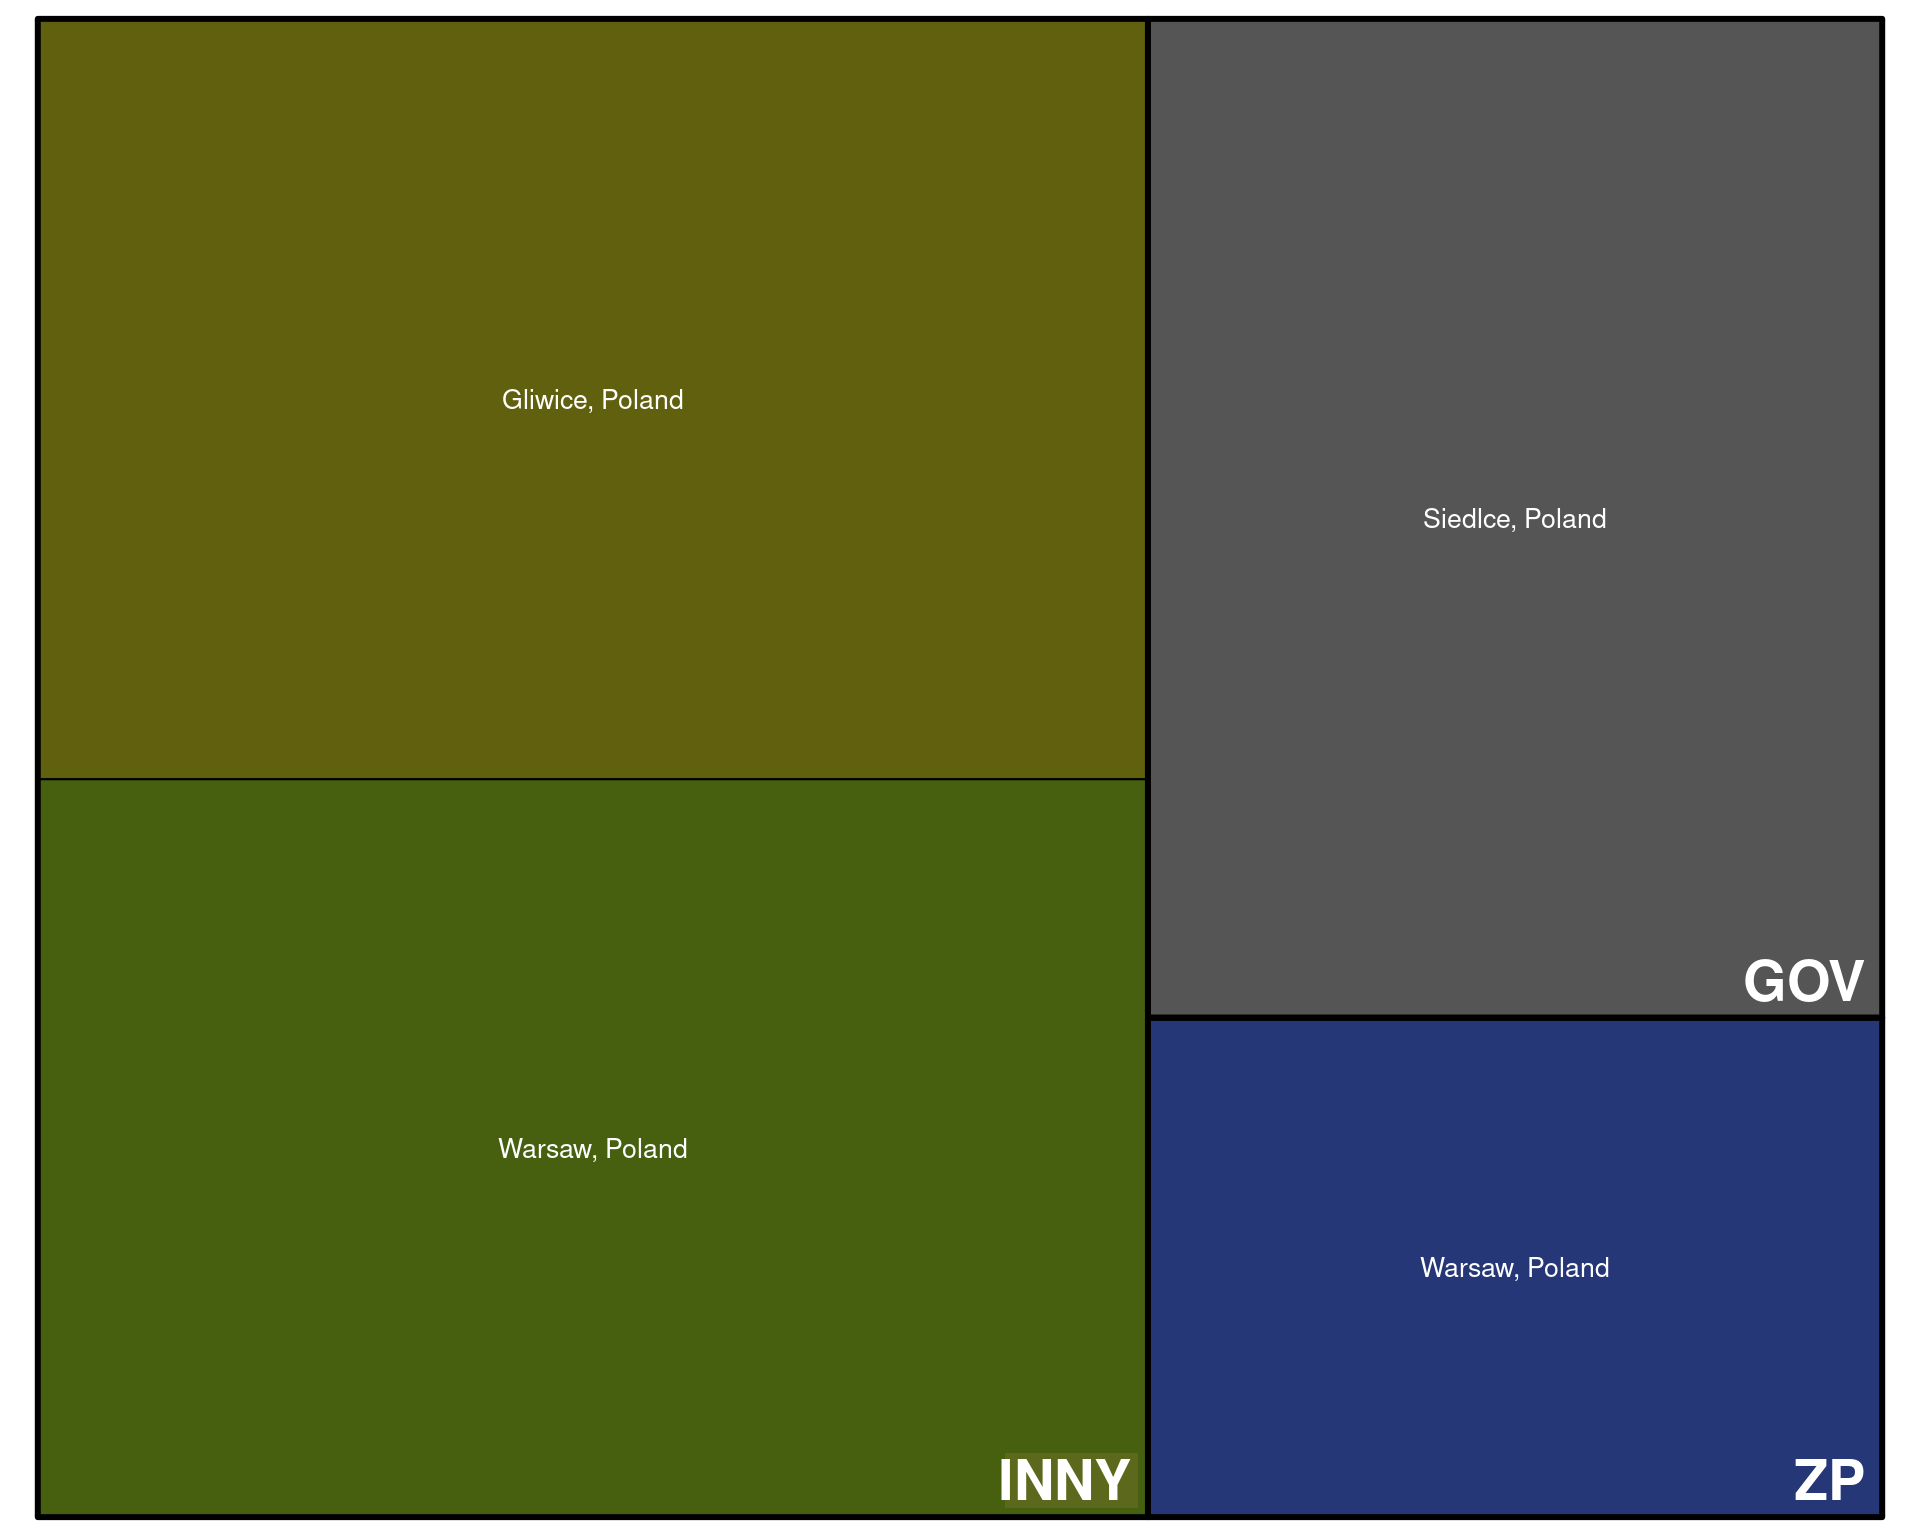 Gliwice, Poland
Warsaw, Poland
INNY
Siedlce, Poland
GOV
Warsaw, Poland
ZP